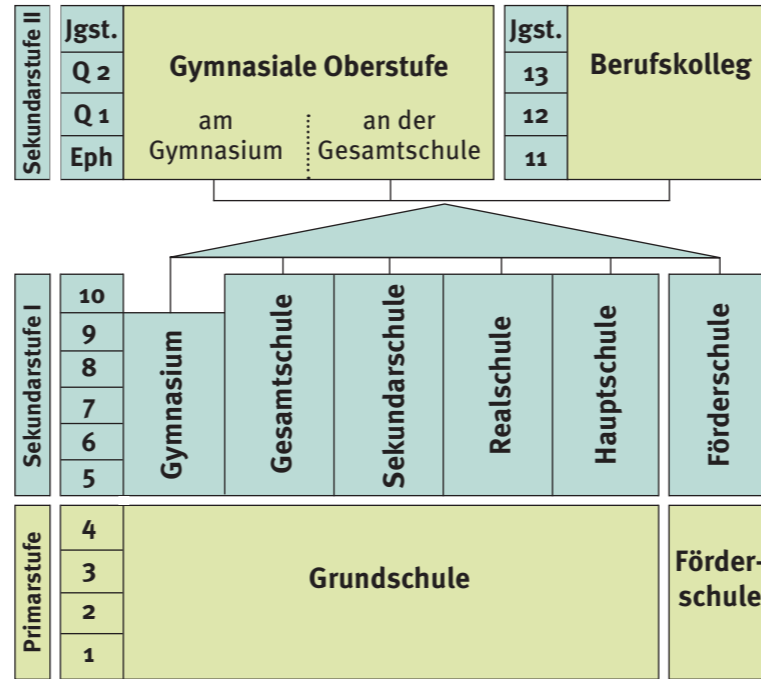 Sekundarstufe II
Jgst.
Q 2
Q 1
Eph
Gymnasiale Oberstufe
am
Gymnasium
an der
Gesamtschule
Jgst.
13
12
11
Berufskolleg
Sekundarstufe I
10
9
8
7
6
5
Gymnasium
Gesamtschule
Sekundarschule
Realschule
Hauptschule
Förderschule
Primarstufe
4
3
2
1
Grundschule
Förder-
schule